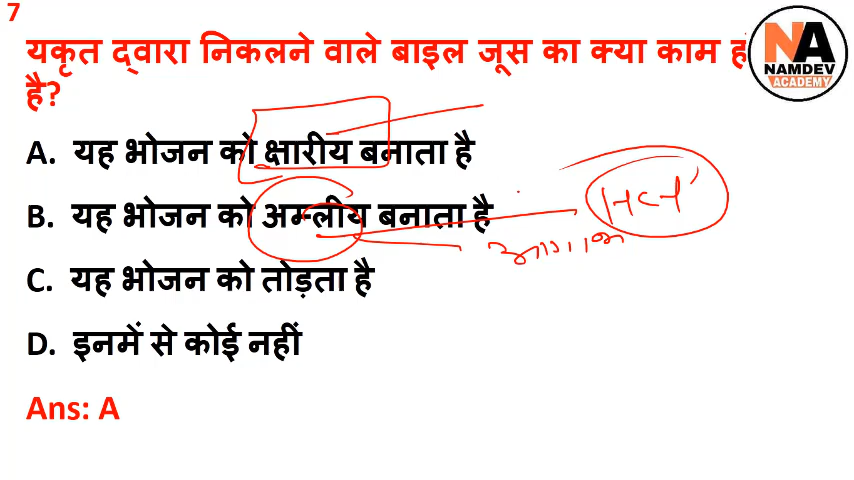 7
यकृत द्वारा निकलने वाले बाइल जूस का क्या काम ह
है?
NA
NAMDEV
ACADEMY
A. यह भोजन को क्षारीय बनाता है
B. यह भोजन को अम्लीय बनाता है
HCl
C. यह भोजन को तोड़ता है
D. इनमें से कोई नहीं
Ans: A